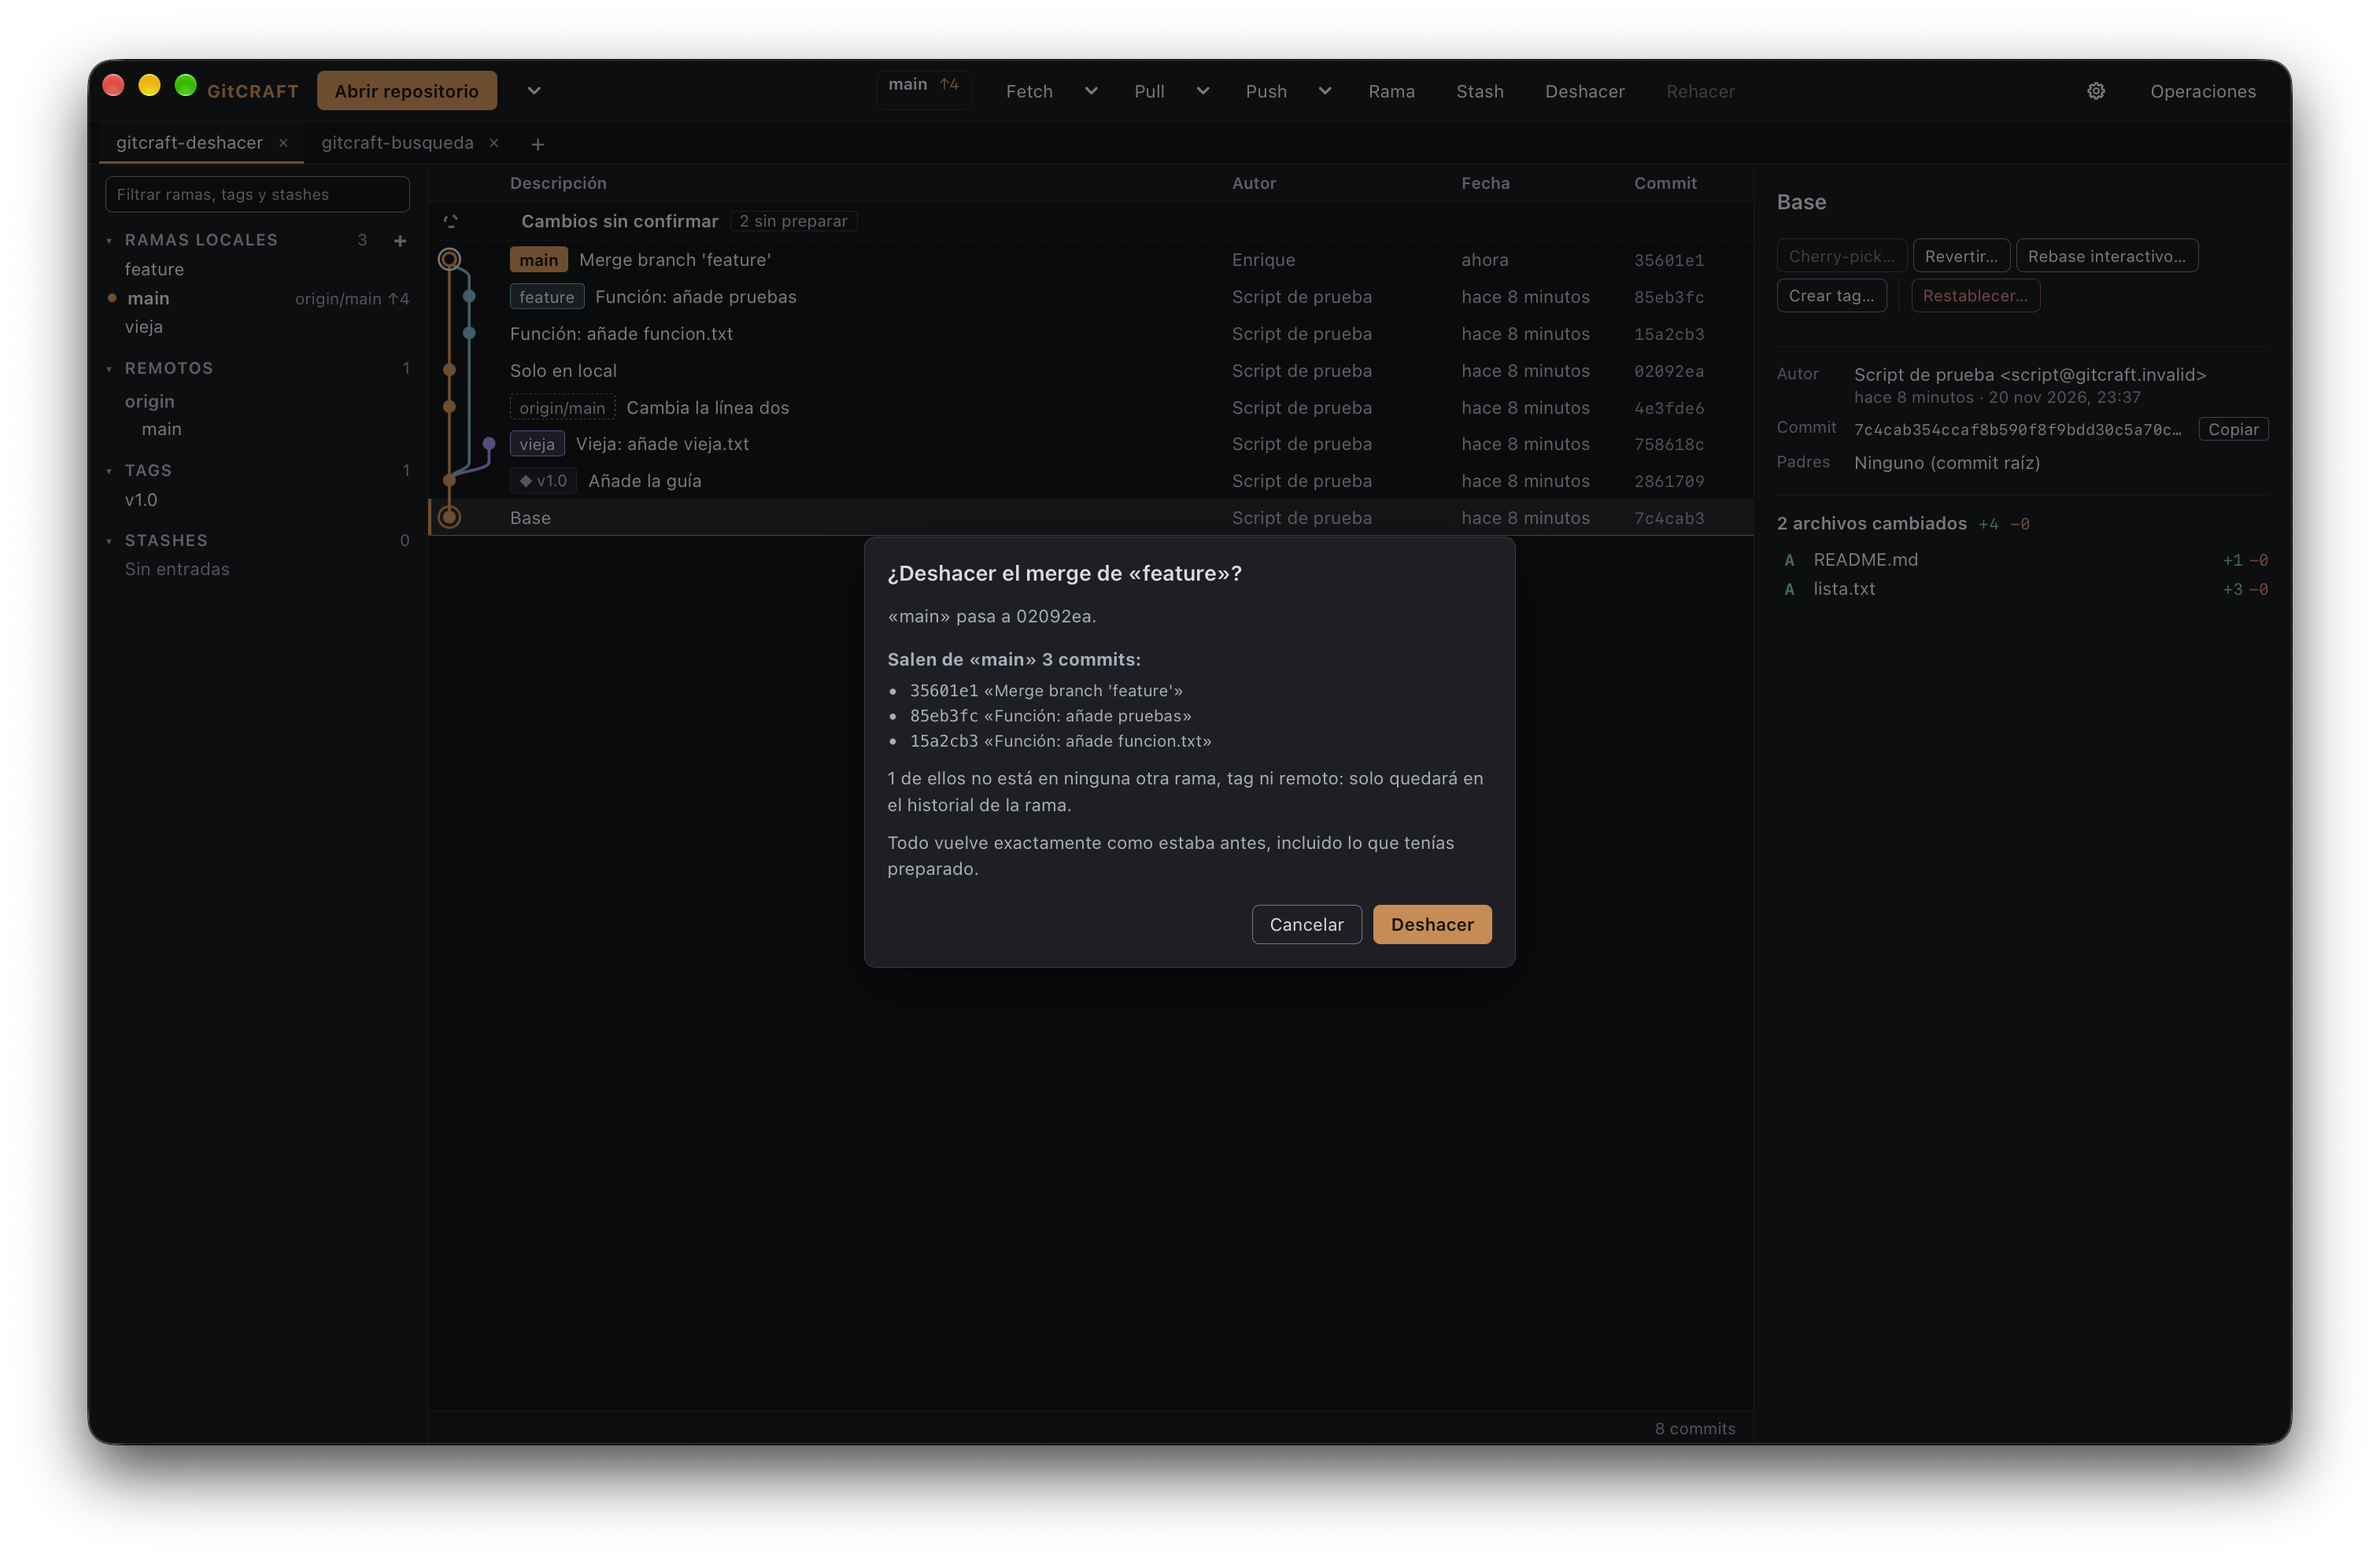 GitCRAFT Abrir repositorio main ↑4 Fetch Pull Push Rama Stash Deshacer Rehacer Operaciones
gitcraft-deshacer × gitcraft-busqueda × +
Filtrar ramas, tags y stashes
RAMAS LOCALES 3 +
feature
main origin/main ↑4
vieja
REMOTOS 1
origin
main
TAGS 1
v1.0
STASHES 0
Sin entradas
Descripción Autor Fecha Commit
Cambios sin confirmar 2 sin preparar
main Merge branch 'feature' Enrique ahora 35601e1
feature Función: añade pruebas Script de prueba hace 8 minutos 85eb3fc
Función: añade funcion.txt Script de prueba hace 8 minutos 15a2cb3
Solo en local Script de prueba hace 8 minutos 02092ea
origin/main Cambia la línea dos Script de prueba hace 8 minutos 4e3fde6
vieja Vieja: añade vieja.txt Script de prueba hace 8 minutos 758618c
◆ v1.0 Añade la guía Script de prueba hace 8 minutos 2861709
Base Script de prueba hace 8 minutos 7c4cab3
¿Deshacer el merge de «feature»?
«main» pasa a 02092ea.
Salen de «main» 3 commits:
• 35601e1 «Merge branch 'feature'»
• 85eb3fc «Función: añade pruebas»
• 15a2cb3 «Función: añade funcion.txt»
1 de ellos no está en ninguna otra rama, tag ni remoto: solo quedará en
el historial de la rama.
Todo vuelve exactamente como estaba antes, incluido lo que tenías
preparado.
Cancelar Deshacer
8 commits
Base
Cherry-pick… Revertir… Rebase interactivo…
Crear tag… Restablecer…
Autor Script de prueba <script@gitcraft.invalid>
hace 8 minutos · 20 nov 2026, 23:37
Commit 7c4cab354ccaf8b590f8f9bdd30c5a70c… Copiar
Padres Ninguno (commit raíz)
2 archivos cambiados +4 −0
A README.md +1 −0
A lista.txt +3 −0